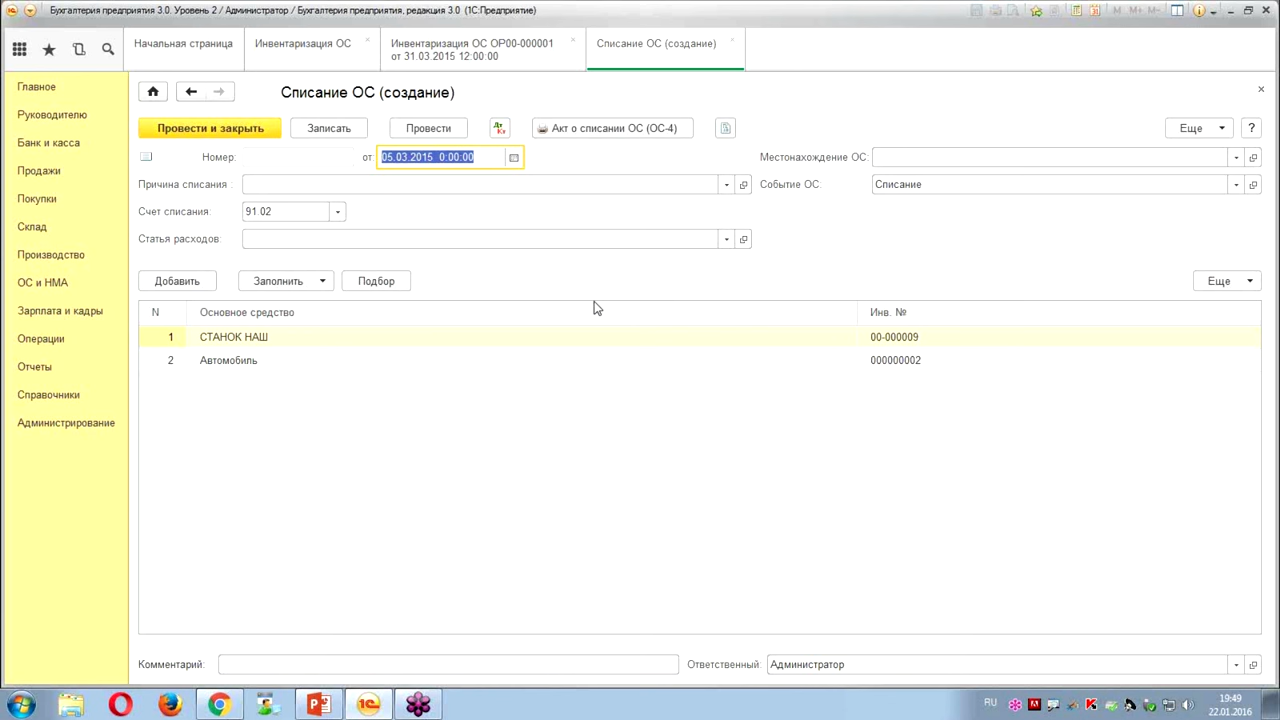 Бухгалтерия предприятия 3.0. Уровень 2 / Администратор / Бухгалтерия предприятия, редакция 3.0 (1С:Предприятие)
M M+ M-
Начальная страница
Инвентаризация ОС
Инвентаризация ОС ОР00-000001
от 31.03.2015 12:00:00
Списание ОС (создание)
Главное
Руководителю
Банк и касса
Продажи
Покупки
Склад
Производство
ОС и НМА
Зарплата и кадры
Операции
Отчеты
Справочники
Администрирование
Списание ОС (создание)
Провести и закрыть
Записать
Провести
Дт
Кт
Акт о списании ОС (ОС-4)
Еще
?
Номер:
от:
05.03.2015 0:00:00
Местонахождение ОС:
Причина списания :
Событие ОС:
Списание
Счет списания:
91.02
Статья расходов:
Добавить
Заполнить
Подбор
Еще
N
Основное средство
Инв. №
1
СТАНОК НАШ
00-000009
2
Автомобиль
000000002
Комментарий:
Ответственный:
Администратор
RU
19:49
22.01.2016